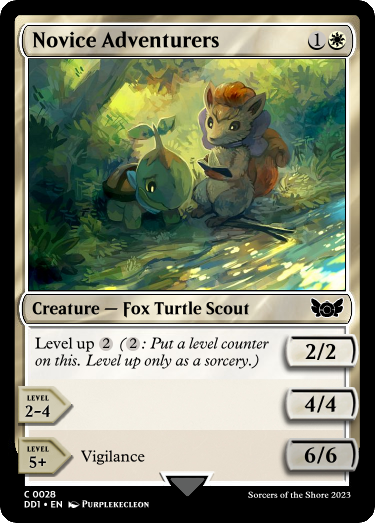 Novice Adventurers 1
Creature — Fox Turtle Scout
Level up 2 (2: Put a level counter
on this. Level up only as a sorcery.)
2/2
LEVEL
2-4
4/4
LEVEL
5+
Vigilance
6/6
C 0028
DD1 • EN PURPLEKECLEON
Sorcers of the Shore 2023